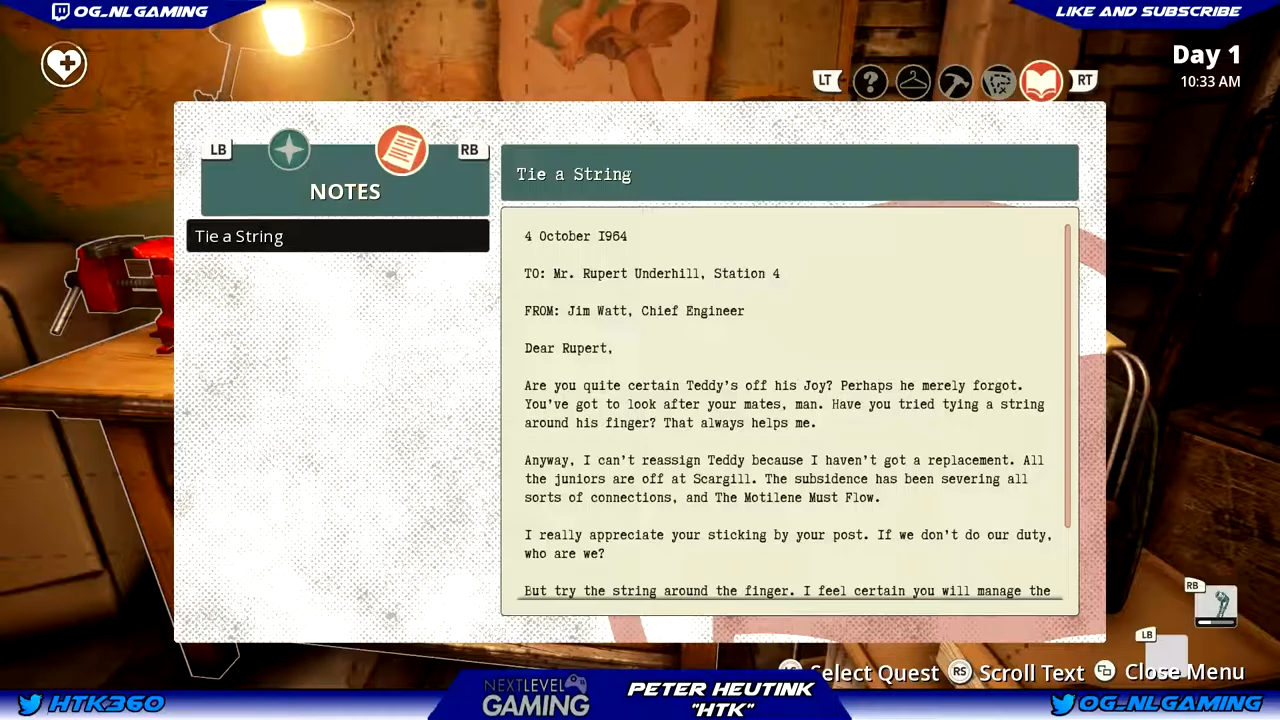 OG_NLGAMING
LIKE AND SUBSCRIBE
Day 1
10:33 AM
LT
?
RT
LB
RB
NOTES
Tie a String
Tie a String
4 October 1964
TO: Mr. Rupert Underhill, Station 4
FROM: Jim Watt, Chief Engineer
Dear Rupert,
Are you quite certain Teddy's off his Joy? Perhaps he merely forgot.
You've got to look after your mates, man. Have you tried tying a string
around his finger? That always helps me.
Anyway, I can't reassign Teddy because I haven't got a replacement. All
the juniors are off at Scargill. The subsidence has been severing all
sorts of connections, and The Motilene Must Flow.
I really appreciate your sticking by your post. If we don't do our duty,
who are we?
But try the string around the finger. I feel certain you will manage the
RB
LB
Select Quest
RS
Scroll Text
Close Menu
HTK360
NEXTLEVEL
GAMING
PETER HEUTINK
"HTK"
OG_NLGAMING